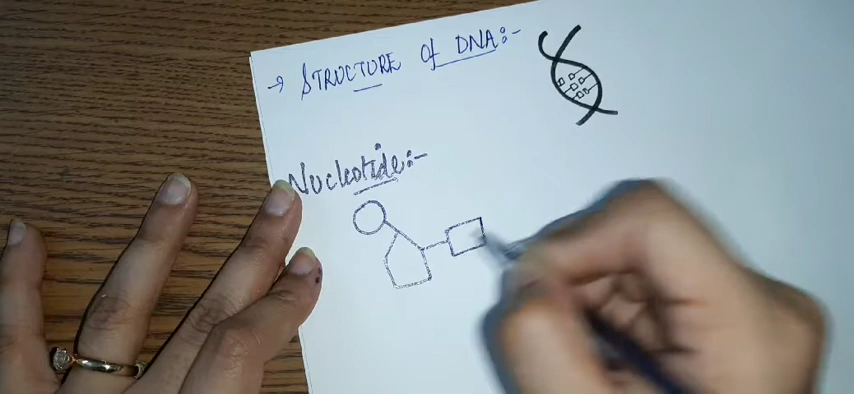 → STRUCTURE of DNA:-
Nucleotide:-